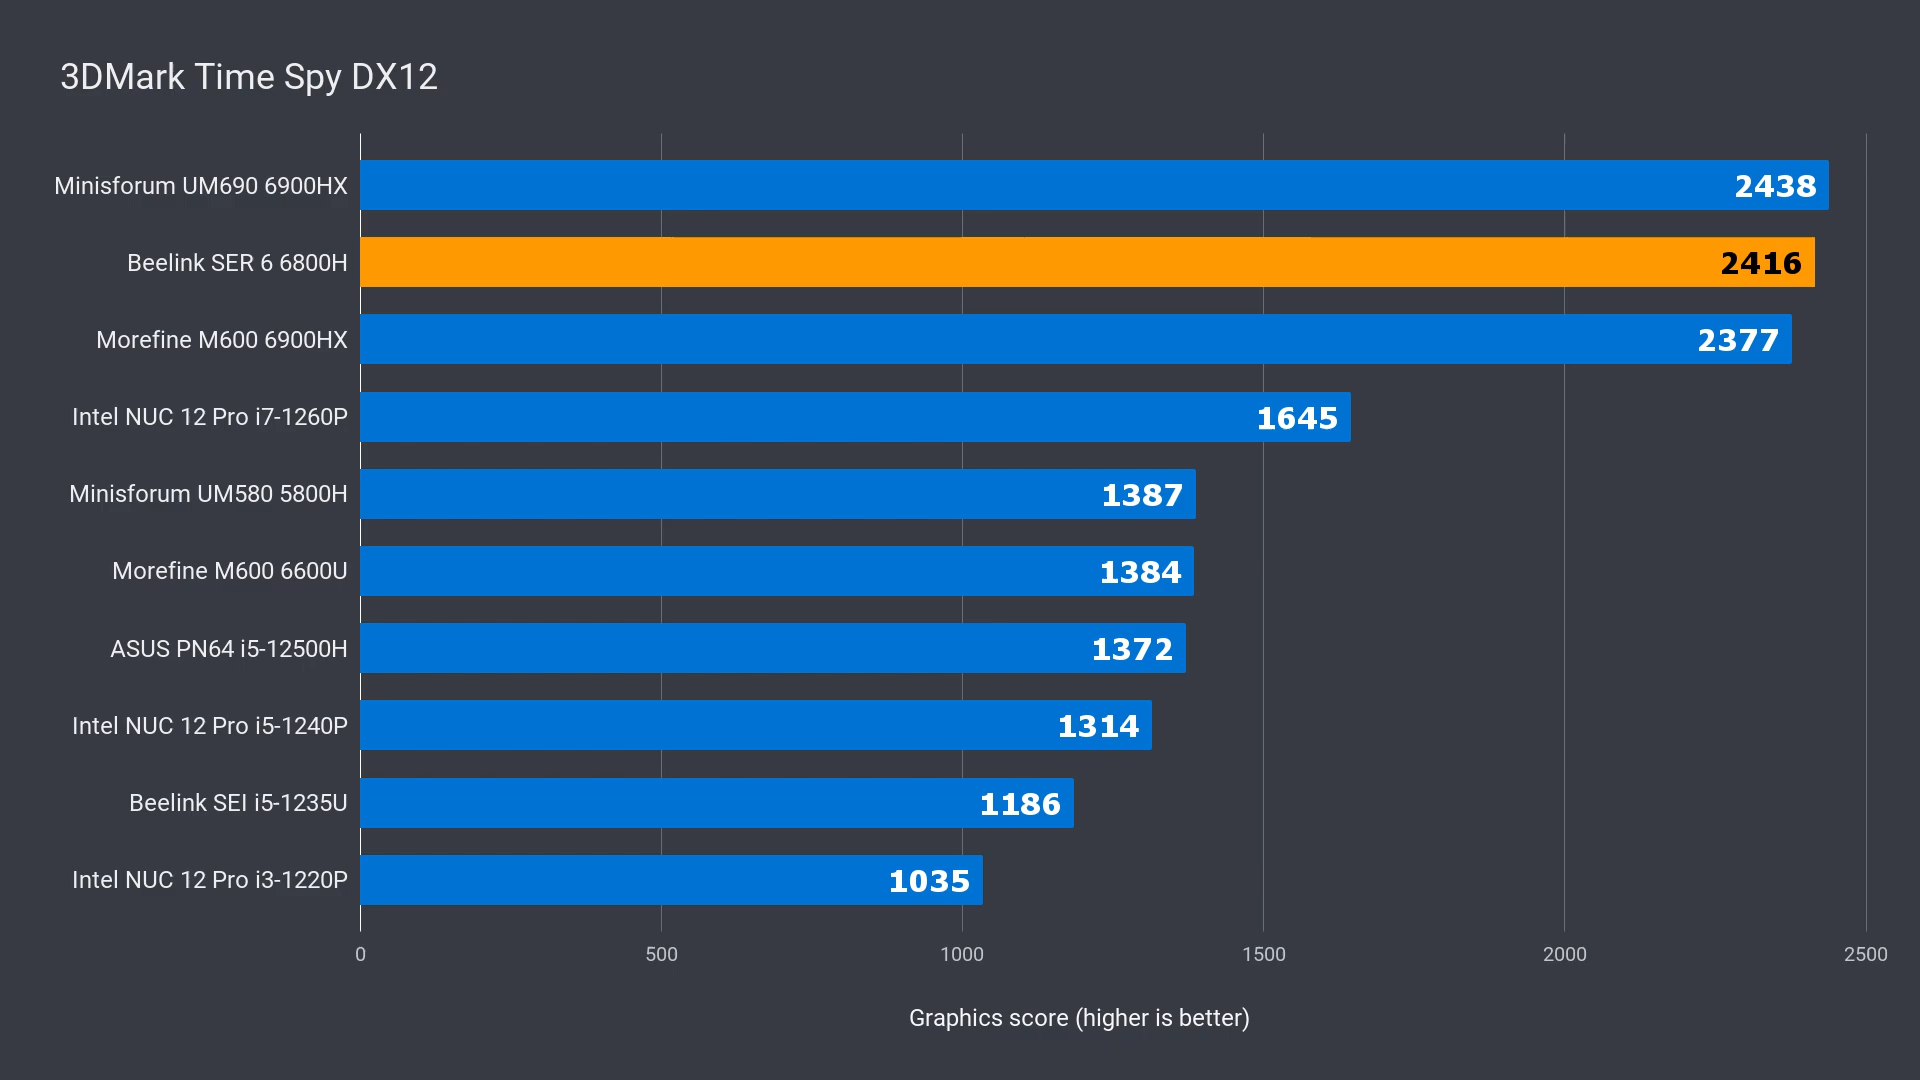 3DMark Time Spy DX12
Minisforum UM690 6900HX 2438
Beelink SER 6 6800H 2416
Morefine M600 6900HX 2377
Intel NUC 12 Pro i7-1260P 1645
Minisforum UM580 5800H 1387
Morefine M600 6600U 1384
ASUS PN64 i5-12500H 1372
Intel NUC 12 Pro i5-1240P 1314
Beelink SEI i5-1235U 1186
Intel NUC 12 Pro i3-1220P 1035
0 500 1000 1500 2000 2500
Graphics score (higher is better)